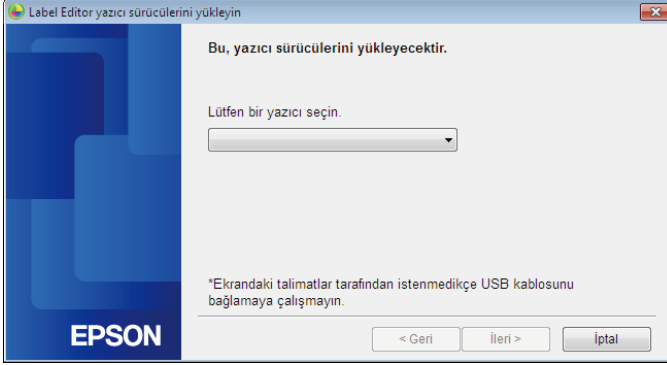 Label Editor yazıcı sürücülerini yükleyin
Bu, yazıcı sürücülerini yükleyecektir.
Lütfen bir yazıcı seçin.
*Ekrandaki talimatlar tarafından istenmedikçe USB kablosunu
bağlamaya çalışmayın.
EPSON
< Geri
İleri >
İptal